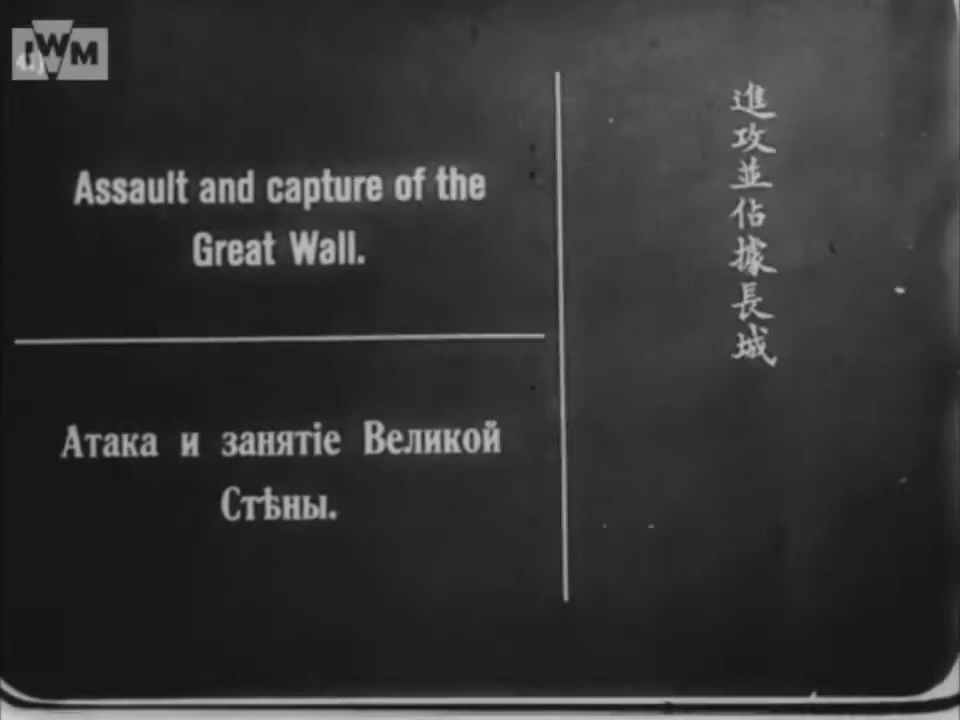 IWM
Assault and capture of the
Great Wall.
Атака и занятіе Великой
Стѣны.
進攻並佔據長城